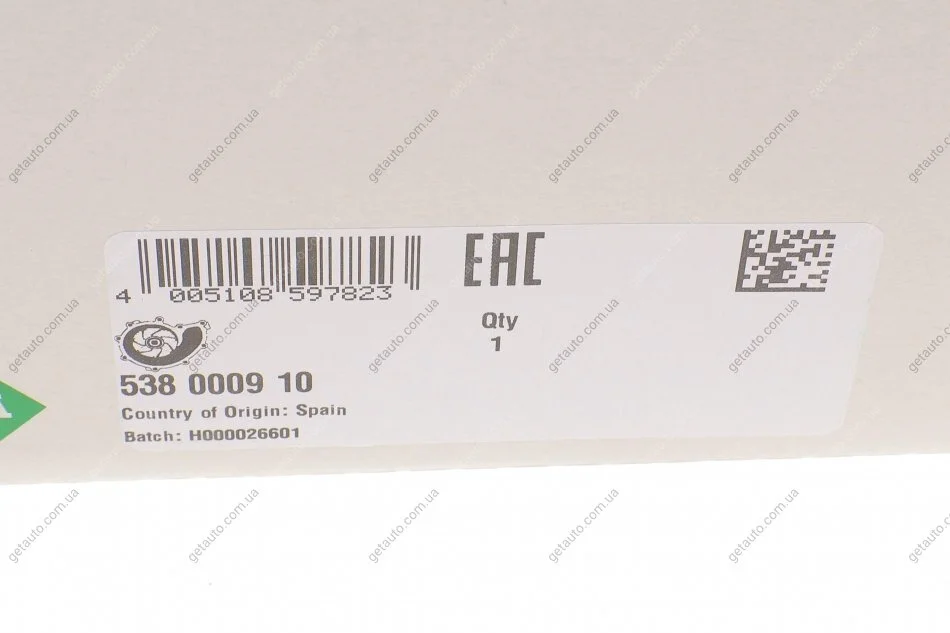 4 005108 597823
EAC
Qty
1
538 0009 10
Country of Origin: Spain
Batch: H000026601
A
getauto.com.ua